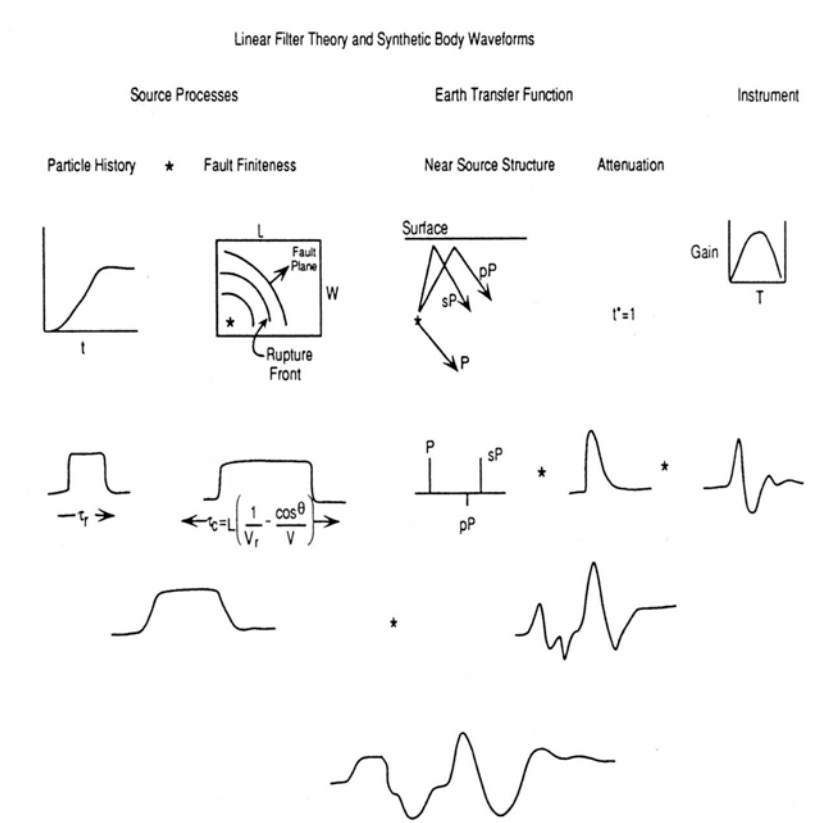 Linear Filter Theory and Synthetic Body Waveforms
Source Processes Earth Transfer Function Instrument
Particle History * Fault Finiteness Near Source Structure Attenuation
L
Fault
Plane
W
Rupture
Front
t
Surface
pP
sP
*
P
t*=1
Gain
T
τr
τc=L(1/Vr - cosθ/V)
P
sP
pP
*
*
*